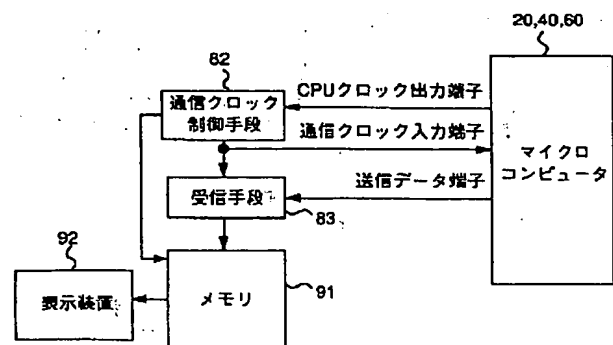 20,40,60
82
通信クロック
制御手段
CPUクロック出力端子
通信クロック入力端子
マイクロ
コンピュータ
受信手段
送信データ端子
83
92
表示装置
メモリ
91